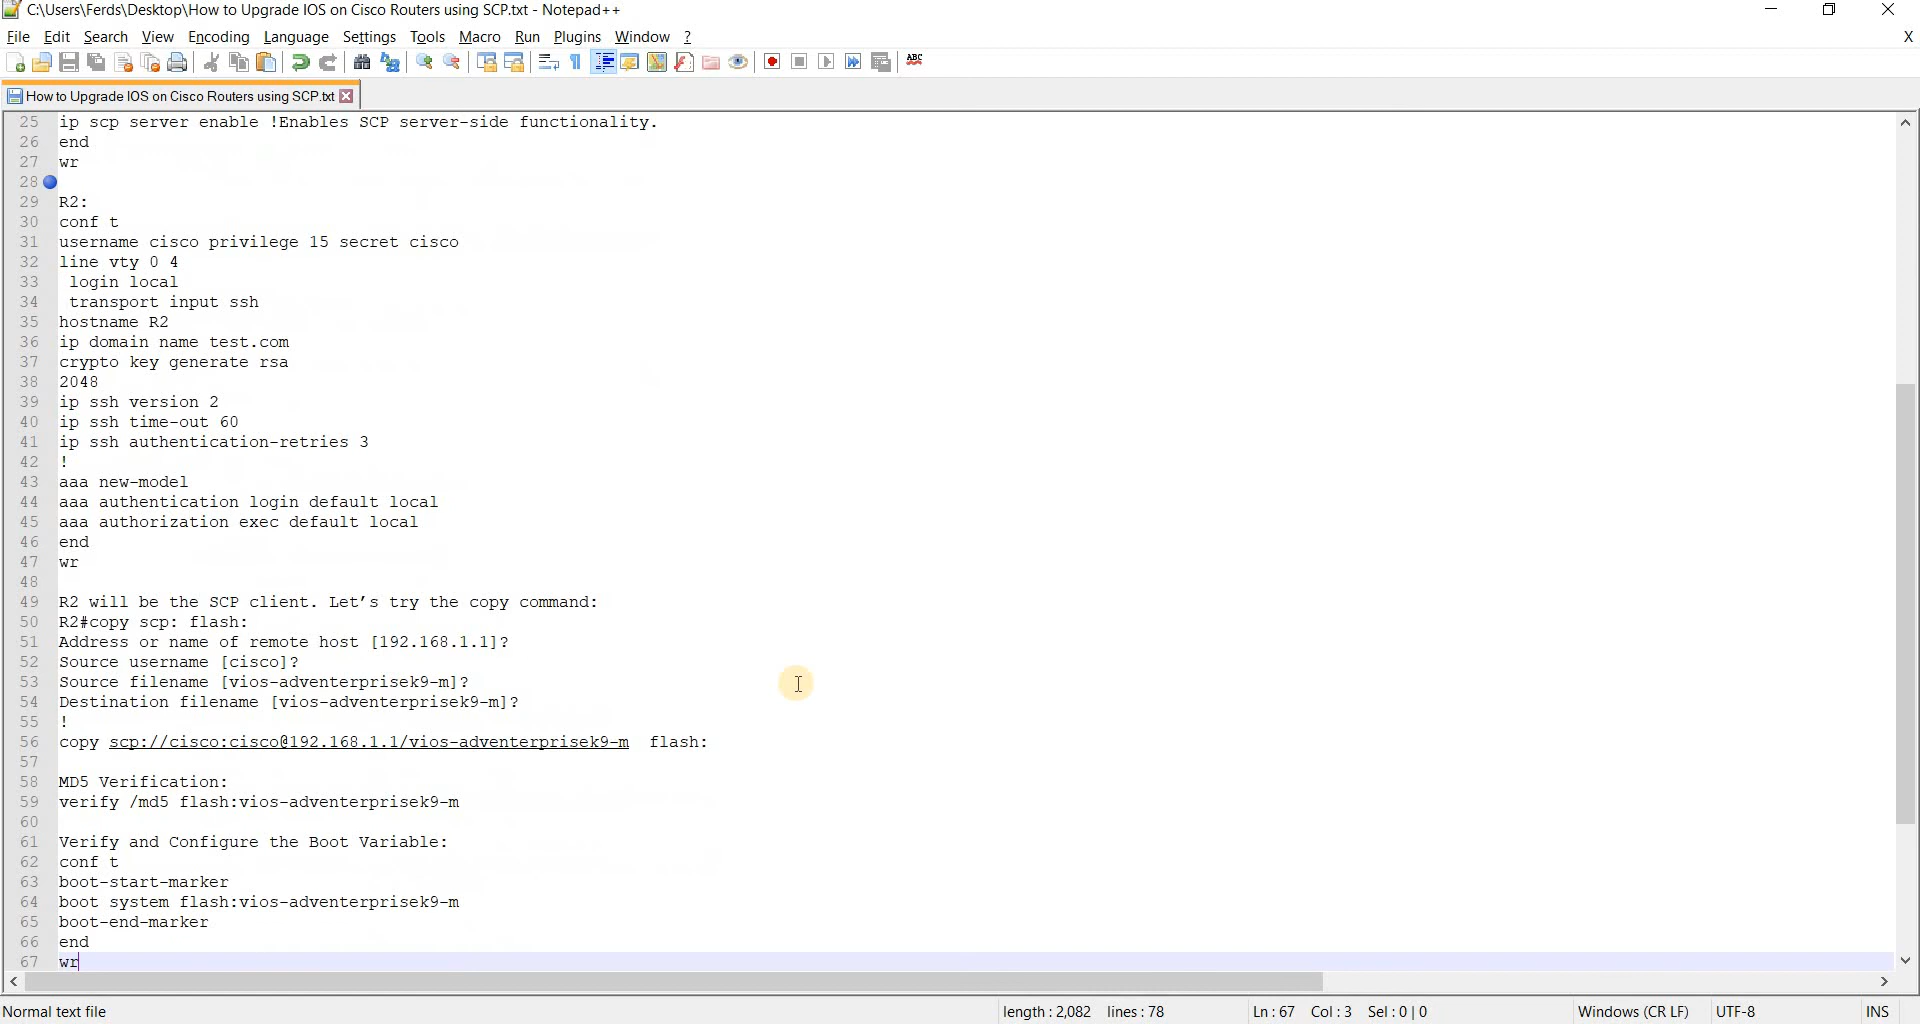 C:\Users\Ferds\Desktop\How to Upgrade IOS on Cisco Routers using SCP.txt - Notepad++
File Edit Search View Encoding Language Settings Tools Macro Run Plugins Window ? X
ABC
How to Upgrade IOS on Cisco Routers using SCP.txt
25 ip scp server enable !Enables SCP server-side functionality.
26 end
27 wr
28
29 R2:
30 conf t
31 username cisco privilege 15 secret cisco
32 line vty 0 4
33 login local
34 transport input ssh
35 hostname R2
36 ip domain name test.com
37 crypto key generate rsa
38 2048
39 ip ssh version 2
40 ip ssh time-out 60
41 ip ssh authentication-retries 3
42 !
43 aaa new-model
44 aaa authentication login default local
45 aaa authorization exec default local
46 end
47 wr
48
49 R2 will be the SCP client. Let’s try the copy command:
50 R2#copy scp: flash:
51 Address or name of remote host [192.168.1.1]?
52 Source username [cisco]?
53 Source filename [vios-adventerprisek9-m]?
54 Destination filename [vios-adventerprisek9-m]?
55 !
56 copy scp://cisco:cisco@192.168.1.1/vios-adventerprisek9-m flash:
57
58 MD5 Verification:
59 verify /md5 flash:vios-adventerprisek9-m
60
61 Verify and Configure the Boot Variable:
62 conf t
63 boot-start-marker
64 boot system flash:vios-adventerprisek9-m
65 boot-end-marker
66 end
67 wr
Normal text file length : 2,082 lines : 78 Ln : 67 Col : 3 Sel : 0 | 0 Windows (CR LF) UTF-8 INS